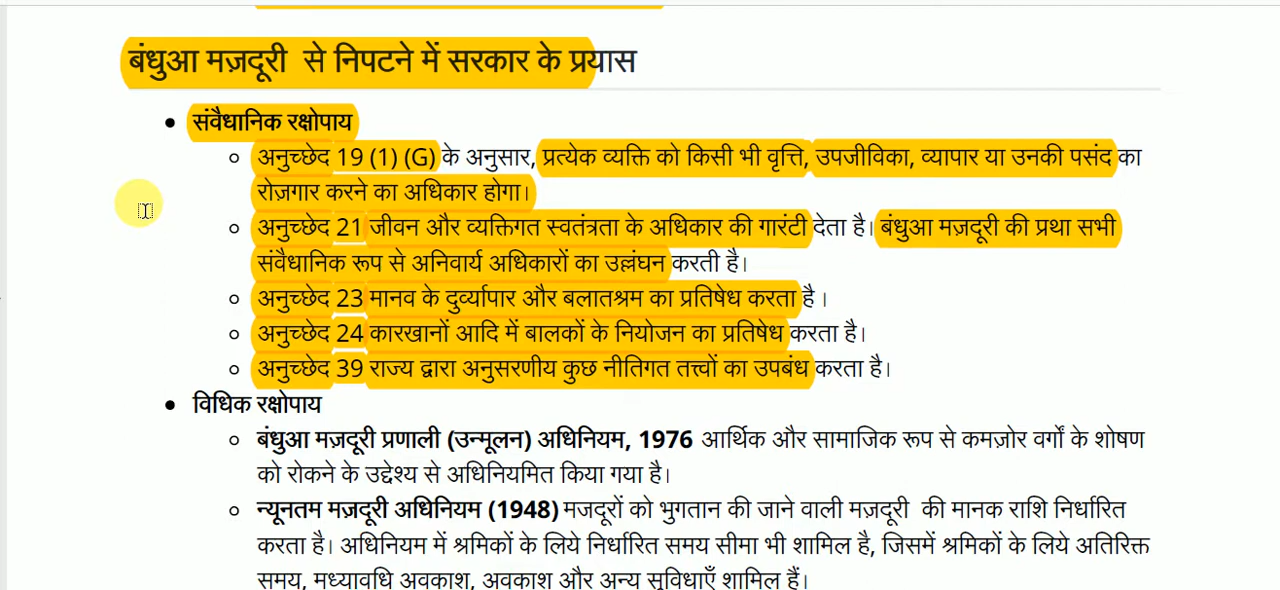 बंधुआ मज़दूरी  से निपटने में सरकार के प्रयास
संवैधानिक रक्षोपाय
अनुच्छेद 19 (1) (G) के अनुसार, प्रत्येक व्यक्ति को किसी भी वृत्ति, उपजीविका, व्यापार या उनकी पसंद का
रोज़गार करने का अधिकार होगा।
अनुच्छेद 21 जीवन और व्यक्तिगत स्वतंत्रता के अधिकार की गारंटी देता है। बंधुआ मज़दूरी की प्रथा सभी
संवैधानिक रूप से अनिवार्य अधिकारों का उल्लंघन करती है।
अनुच्छेद 23 मानव के दुर्व्यापार और बलातश्रम का प्रतिषेध करता है ।
अनुच्छेद 24 कारखानों आदि में बालकों के नियोजन का प्रतिषेध करता है।
अनुच्छेद 39 राज्य द्वारा अनुसरणीय कुछ नीतिगत तत्त्वों का उपबंध करता है।
विधिक रक्षोपाय
बंधुआ मज़दूरी प्रणाली (उन्मूलन) अधिनियम, 1976 आर्थिक और सामाजिक रूप से कमज़ोर वर्गों के शोषण
को रोकने के उद्देश्य से अधिनियमित किया गया है।
न्यूनतम मज़दूरी अधिनियम (1948) मजदूरों को भुगतान की जाने वाली मज़दूरी  की मानक राशि निर्धारित
करता है। अधिनियम में श्रमिकों के लिये निर्धारित समय सीमा भी शामिल है, जिसमें श्रमिकों के लिये अतिरिक्त
समय, मध्यावधि अवकाश, अवकाश और अन्य सुविधाएँ शामिल हैं।